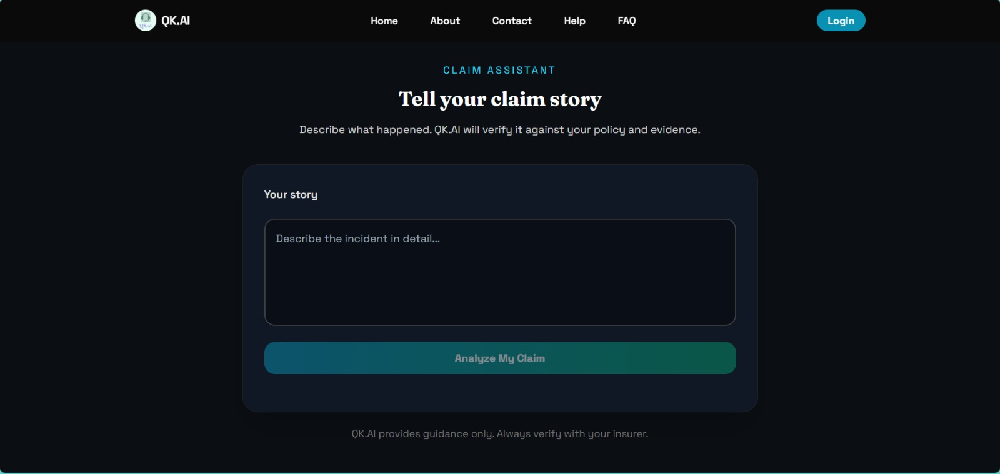 QK.AI
QK.AI
Home
About
Contact
Help
FAQ
Login
CLAIM ASSISTANT
Tell your claim story
Describe what happened. QK.AI will verify it against your policy and evidence.
Your story
Describe the incident in detail...
Analyze My Claim
QK.AI provides guidance only. Always verify with your insurer.